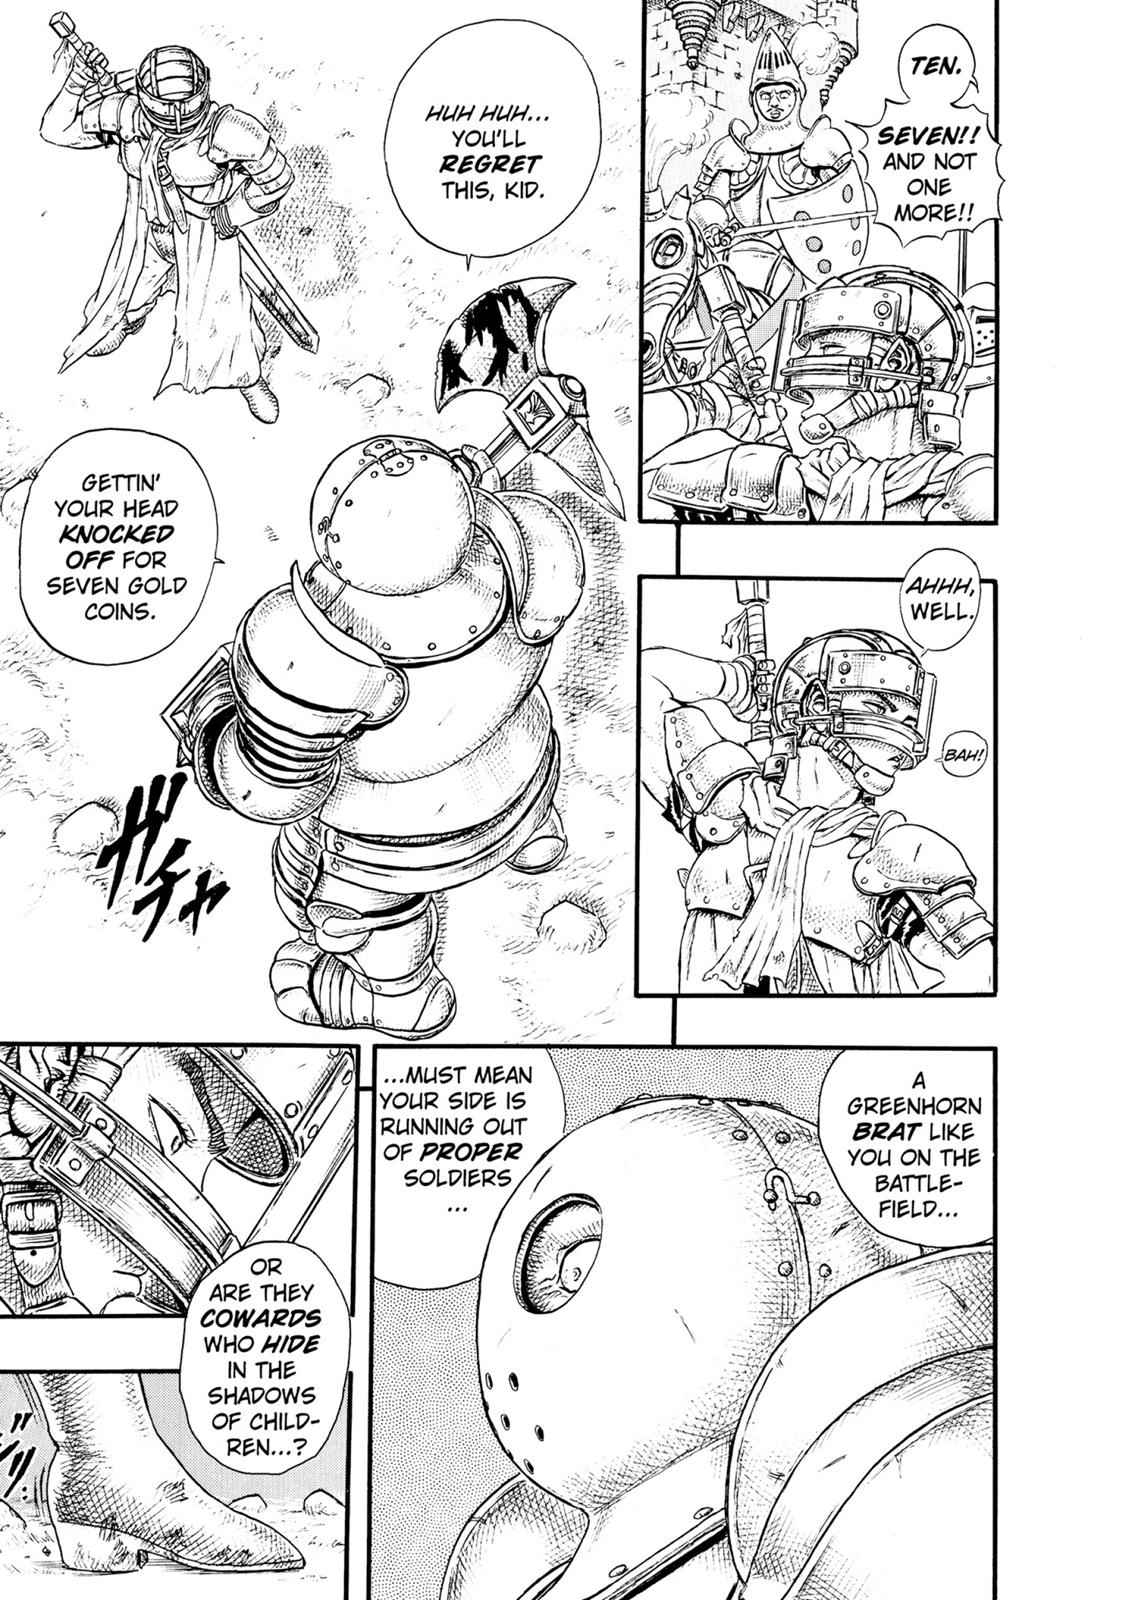 TEN.
SEVEN!!
AND NOT
ONE
MORE!!
AHHH,
WELL.
BAH!
HUH HUH...
YOU'LL
REGRET
THIS, KID.
GETTIN'
YOUR HEAD
KNOCKED
OFF FOR
SEVEN GOLD
COINS.
ガチャ
A
GREENHORN
BRAT LIKE
YOU ON THE
BATTLE-
FIELD...
...MUST MEAN
YOUR SIDE IS
RUNNING OUT
OF PROPER
SOLDIERS
...
OR
ARE THEY
COWARDS
WHO HIDE
IN THE
SHADOWS
OF CHILD-
REN...?